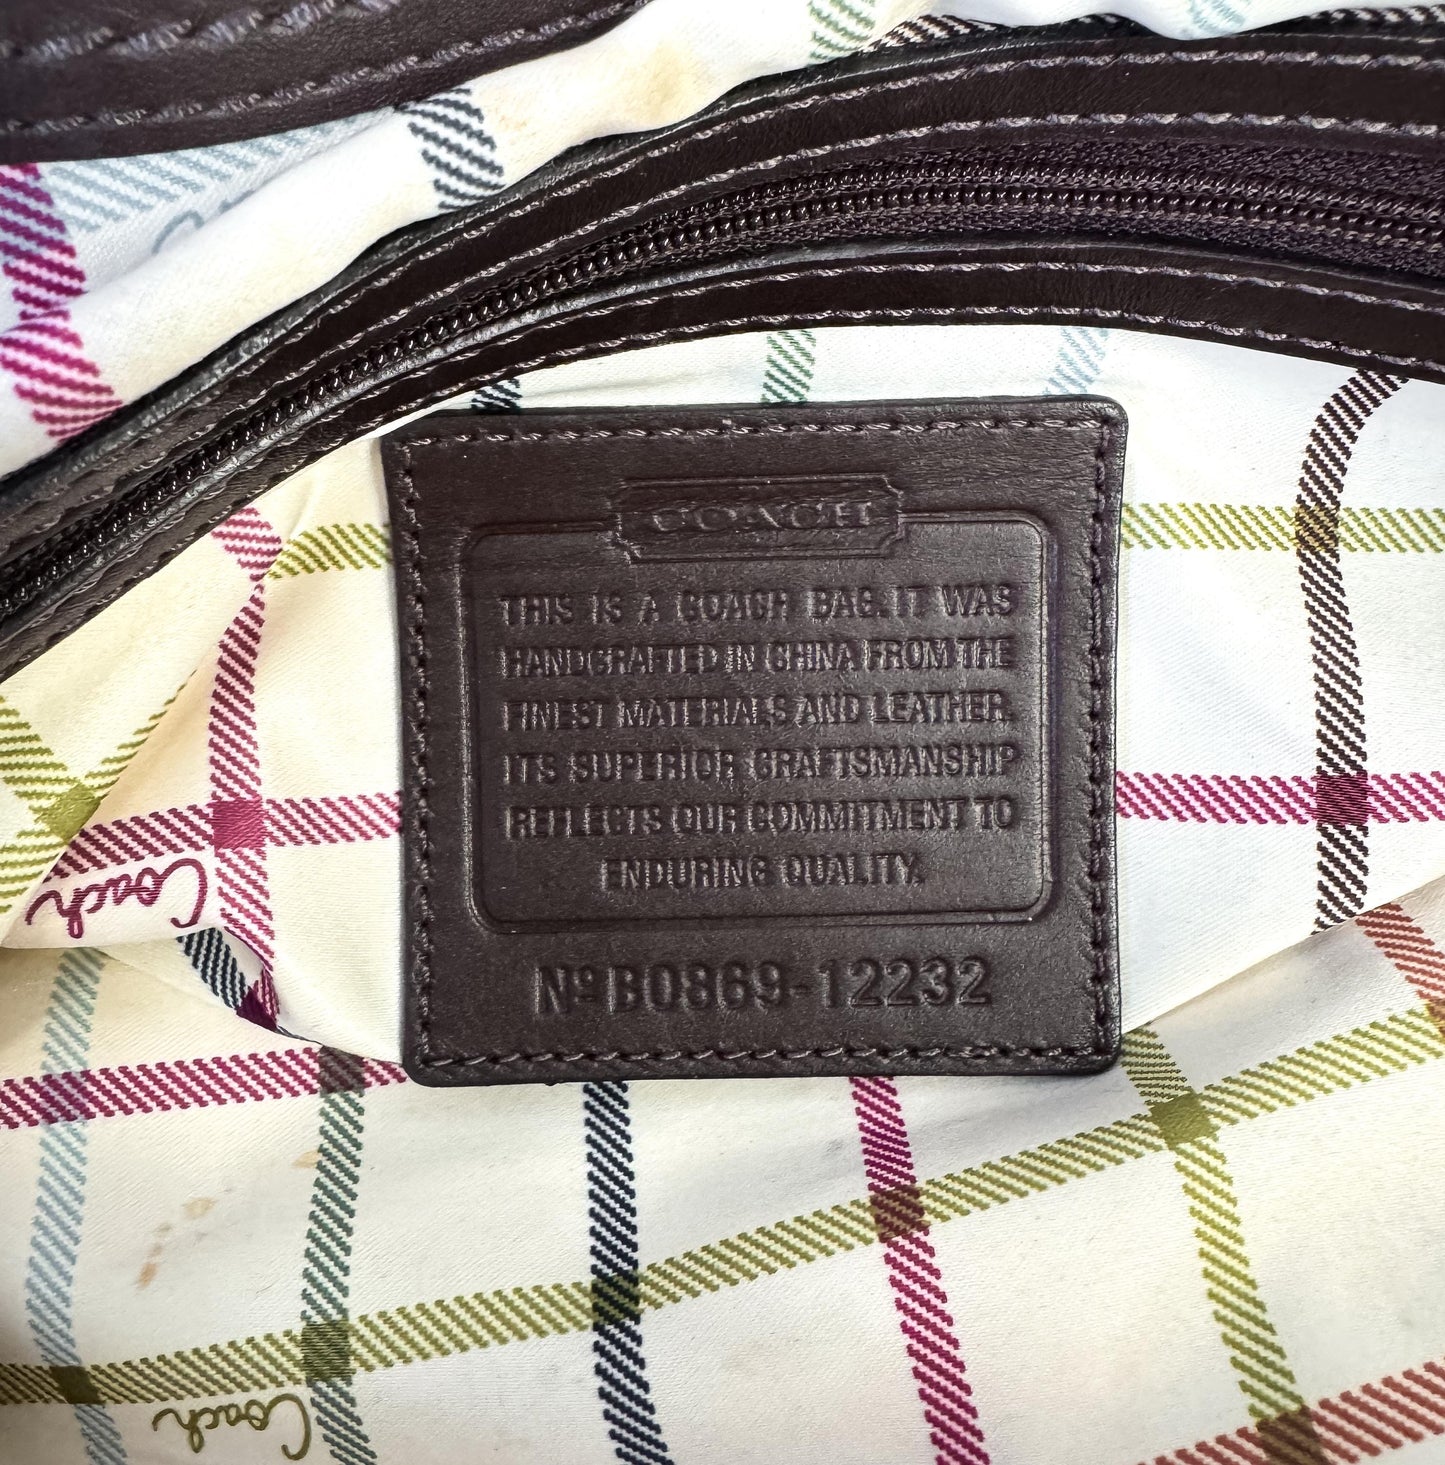 COACH
THIS IS A COACH BAG. IT WAS
HANDCRAFTED IN CHINA FROM THE
FINEST MATERIALS AND LEATHER.
ITS SUPERIOR CRAFTSMANSHIP
REFLECTS OUR COMMITMENT TO
ENDURING QUALITY.
Nº B0869-12232
Coach
Coach